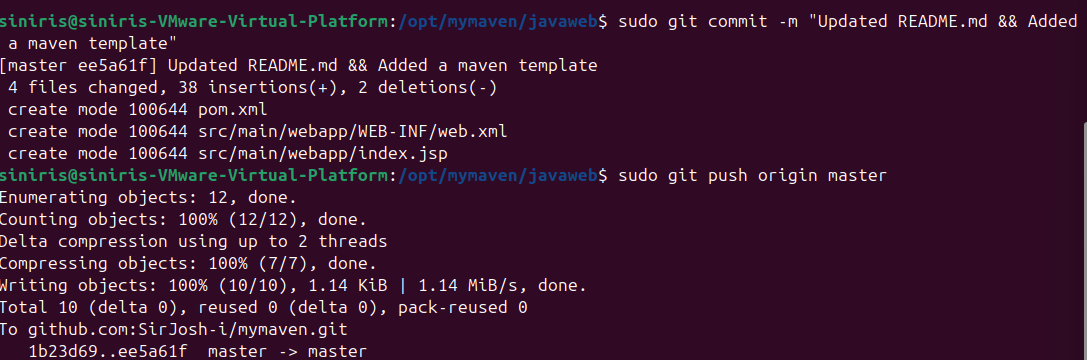 siniris@siniris-VMware-Virtual-Platform:/opt/mymaven/javaweb$ sudo git commit -m "Updated README.md && Added
 a maven template"
[master ee5a61f] Updated README.md && Added a maven template
 4 files changed, 38 insertions(+), 2 deletions(-)
 create mode 100644 pom.xml
 create mode 100644 src/main/webapp/WEB-INF/web.xml
 create mode 100644 src/main/webapp/index.jsp
siniris@siniris-VMware-Virtual-Platform:/opt/mymaven/javaweb$ sudo git push origin master
Enumerating objects: 12, done.
Counting objects: 100% (12/12), done.
Delta compression using up to 2 threads
Compressing objects: 100% (7/7), done.
Writing objects: 100% (10/10), 1.14 KiB | 1.14 MiB/s, done.
Total 10 (delta 0), reused 0 (delta 0), pack-reused 0
To github.com:SirJosh-i/mymaven.git
   1b23d69..ee5a61f  master -> master